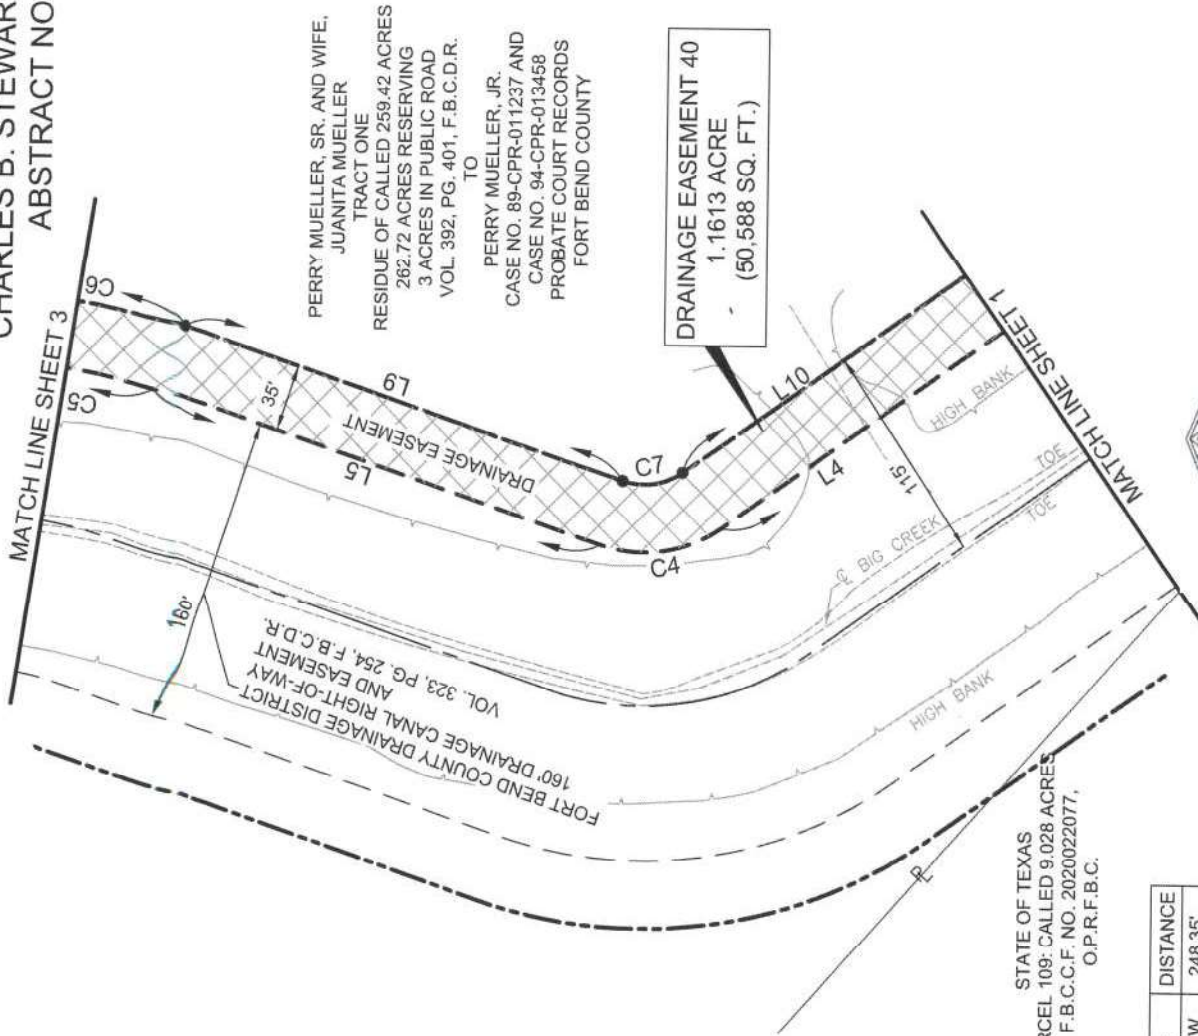 CHARLES B. STEWAR
ABSTRACT NO
MATCH LINE SHEET 3
C6
C5
PERRY MUELLER, SR. AND WIFE,
JUANITA MUELLER
TRACT ONE
RESIDUE OF CALLED 259.42 ACRES
262.72 ACRES RESERVING
3 ACRES IN PUBLIC ROAD
VOL. 392, PG. 401, F.B.C.D.R.
TO
PERRY MUELLER, JR.
CASE NO. 89-CPR-011237 AND
CASE NO. 94-CPR-013458
PROBATE COURT RECORDS
FORT BEND COUNTY
35'
L9
L5
DRAINAGE EASEMENT
160'
FORT BEND COUNTY DRAINAGE DISTRICT
160' DRAINAGE CANAL RIGHT-OF-WAY
AND EASEMENT
VOL. 323, PG. 254, F.B.C.D.R.
DRAINAGE EASEMENT 40
1.1613 ACRE
(50,588 SQ. FT.)
C7
C4
L10
L4
115'
HIGH BANK
TOE
TOE
℄ BIG CREEK
HIGH BANK
MATCH LINE SHEET 1
PL
STATE OF TEXAS
RCEL 109: CALLED 9.028 ACRES
F.B.C.C.F. NO. 2020022077,
O.P.R.F.B.C.
DISTANCE
W 248.35'